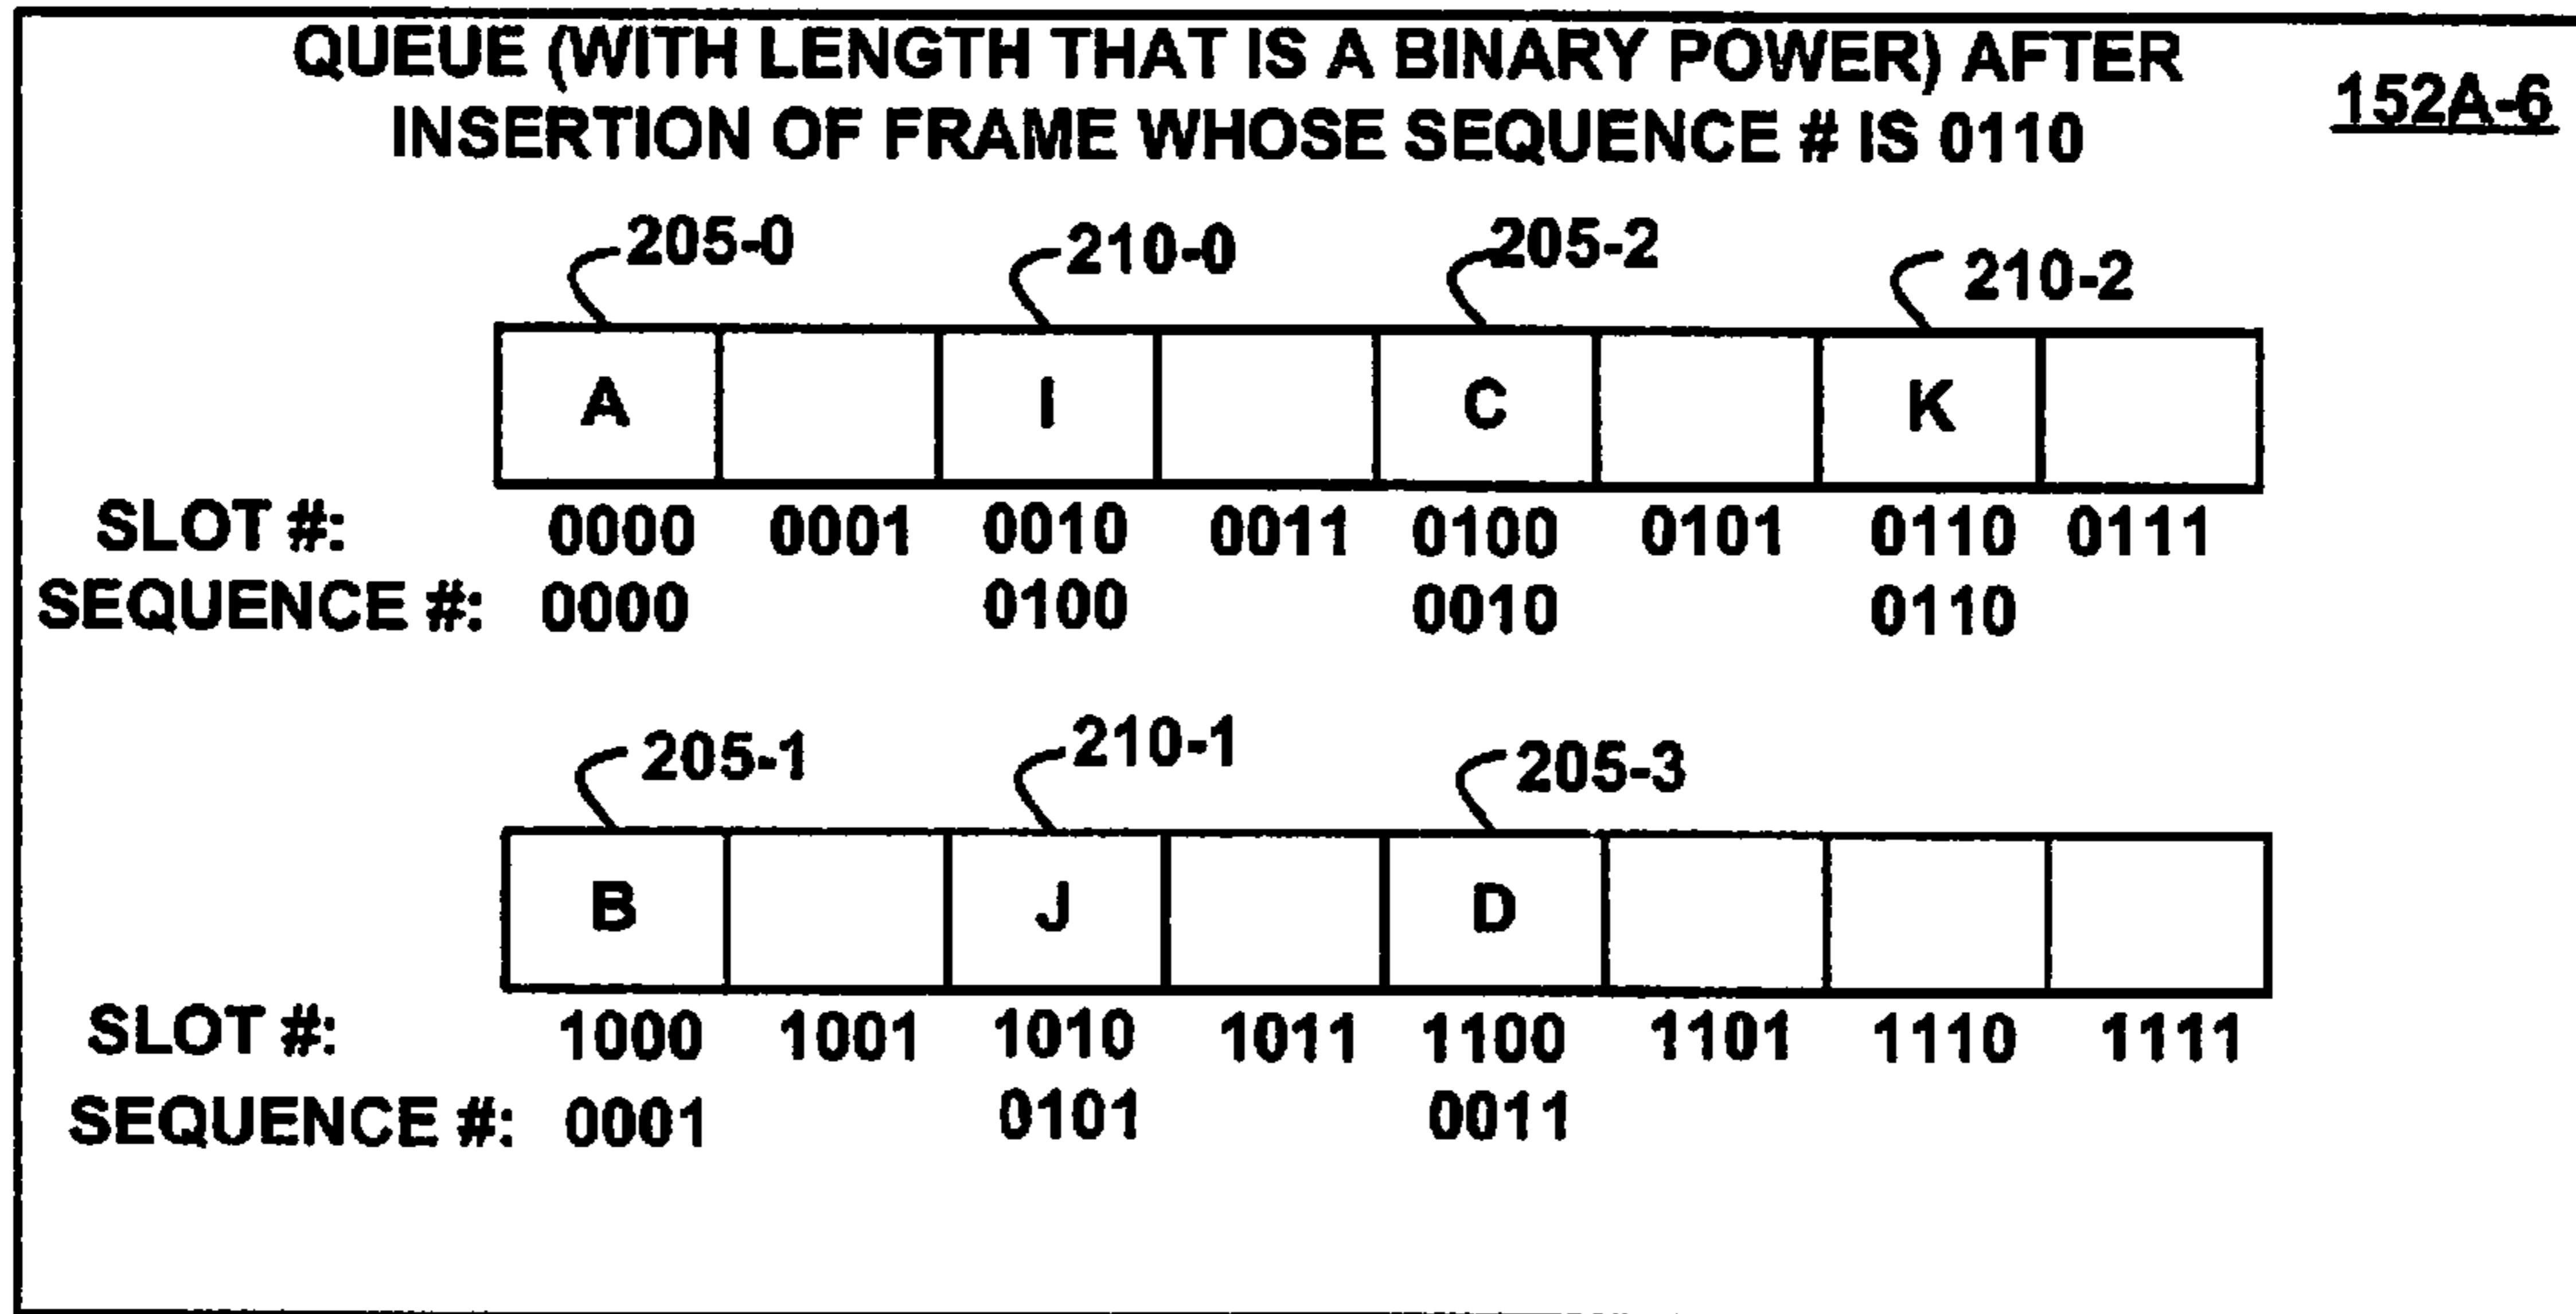 QUEUE (WITH LENGTH THAT IS A BINARY POWER) AFTER
INSERTION OF FRAME WHOSE SEQUENCE # IS 0110
152A-6
205-0 210-0 205-2 210-2
A I C K
SLOT #: 0000 0001 0010 0011 0100 0101 0110 0111
SEQUENCE #: 0000 0100 0010 0110
205-1 210-1 205-3
B J D
SLOT #: 1000 1001 1010 1011 1100 1101 1110 1111
SEQUENCE #: 0001 0101 0011